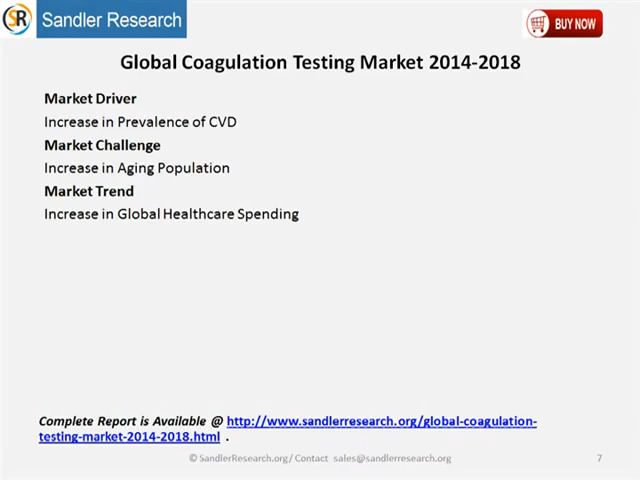 SR Sandler Research
BUY NOW
Global Coagulation Testing Market 2014-2018
Market Driver
Increase in Prevalence of CVD
Market Challenge
Increase in Aging Population
Market Trend
Increase in Global Healthcare Spending
Complete Report is Available @ http://www.sandlerresearch.org/global-coagulation-
testing-market-2014-2018.html .
© SandlerResearch.org/ Contact sales@sandlerresearch.org
7